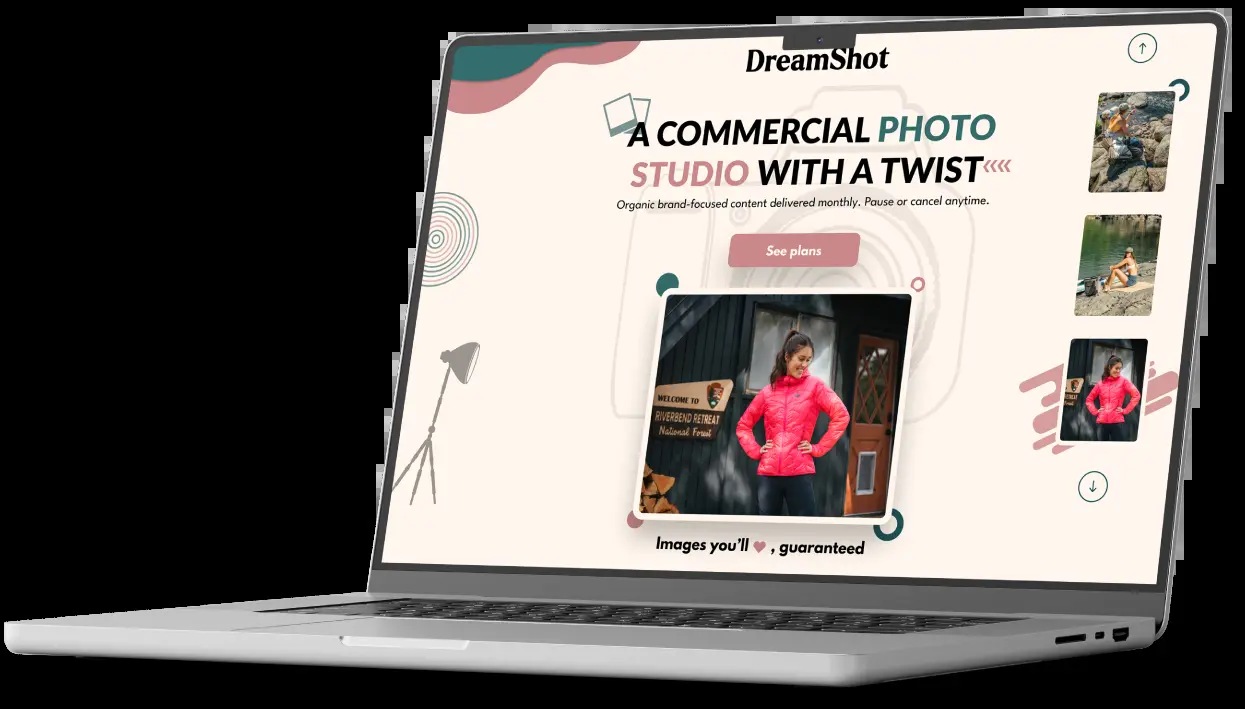 DreamShot
A COMMERCIAL PHOTO
STUDIO WITH A TWIST
Organic brand-focused content delivered monthly. Pause or cancel anytime.
See plans
WELCOME TO
RIVERBEND RETREAT
National Forest
Images you'll ♥, guaranteed